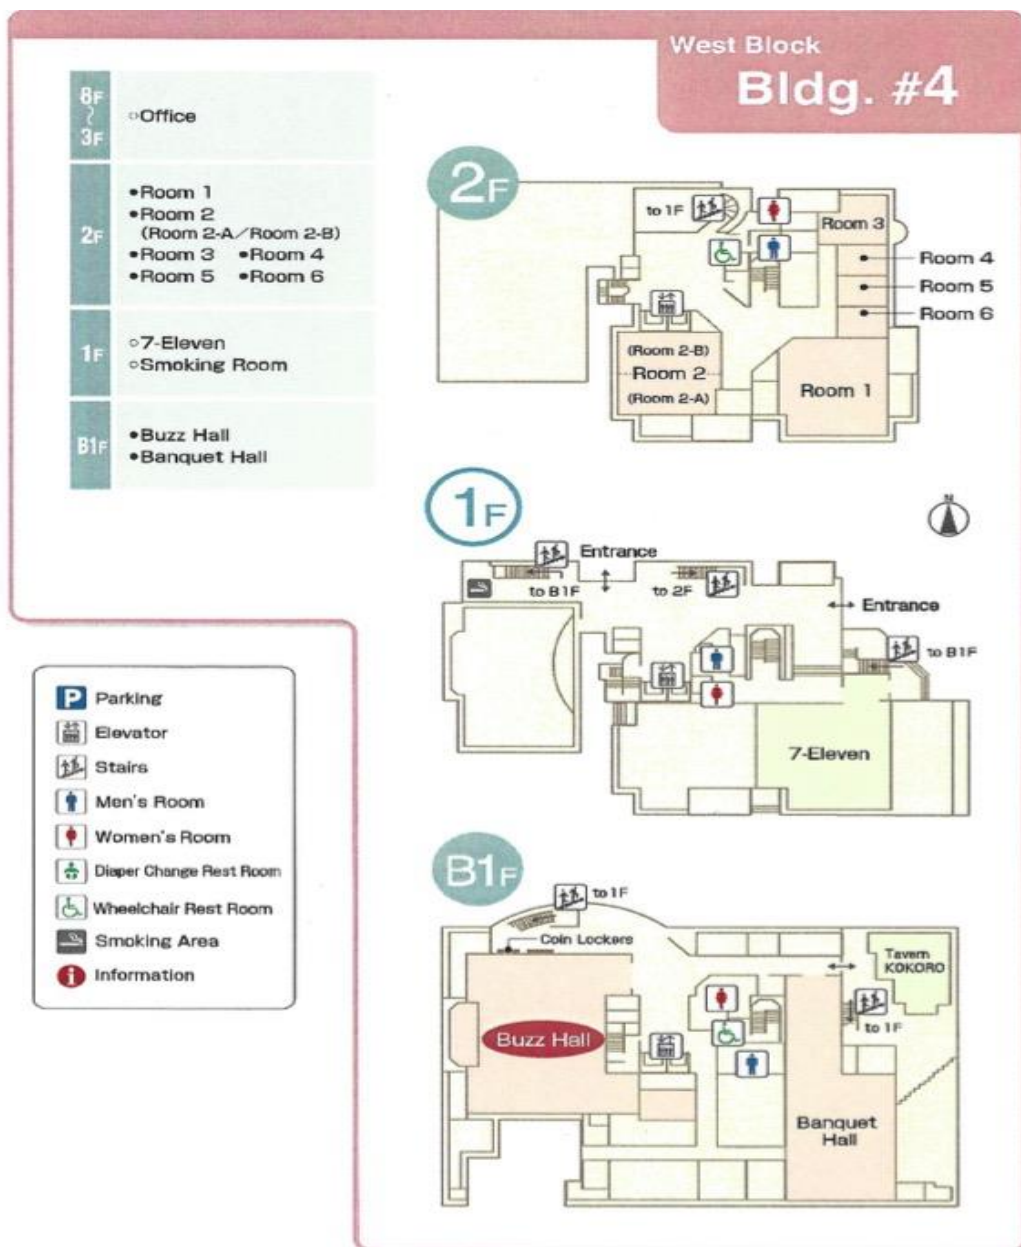 West Block
Bldg. #4
8F
~
3F
○Office
2F
•Room 1
•Room 2
(Room 2-A／Room 2-B)
•Room 3 •Room 4
•Room 5 •Room 6
1F
○7-Eleven
○Smoking Room
B1F
•Buzz Hall
•Banquet Hall
2F
to 1F
Room 3
Room 4
Room 5
Room 6
(Room 2-B)
Room 2
(Room 2-A)
Room 1
1F
N
Entrance
to B1F
to 2F
Entrance
to B1F
7-Eleven
P Parking
Elevator
Stairs
Men's Room
Women's Room
Diaper Change Rest Room
Wheelchair Rest Room
Smoking Area
i Information
B1F
to 1F
Coin Lockers
Tavern
KOKORO
to 1F
Buzz Hall
Banquet
Hall